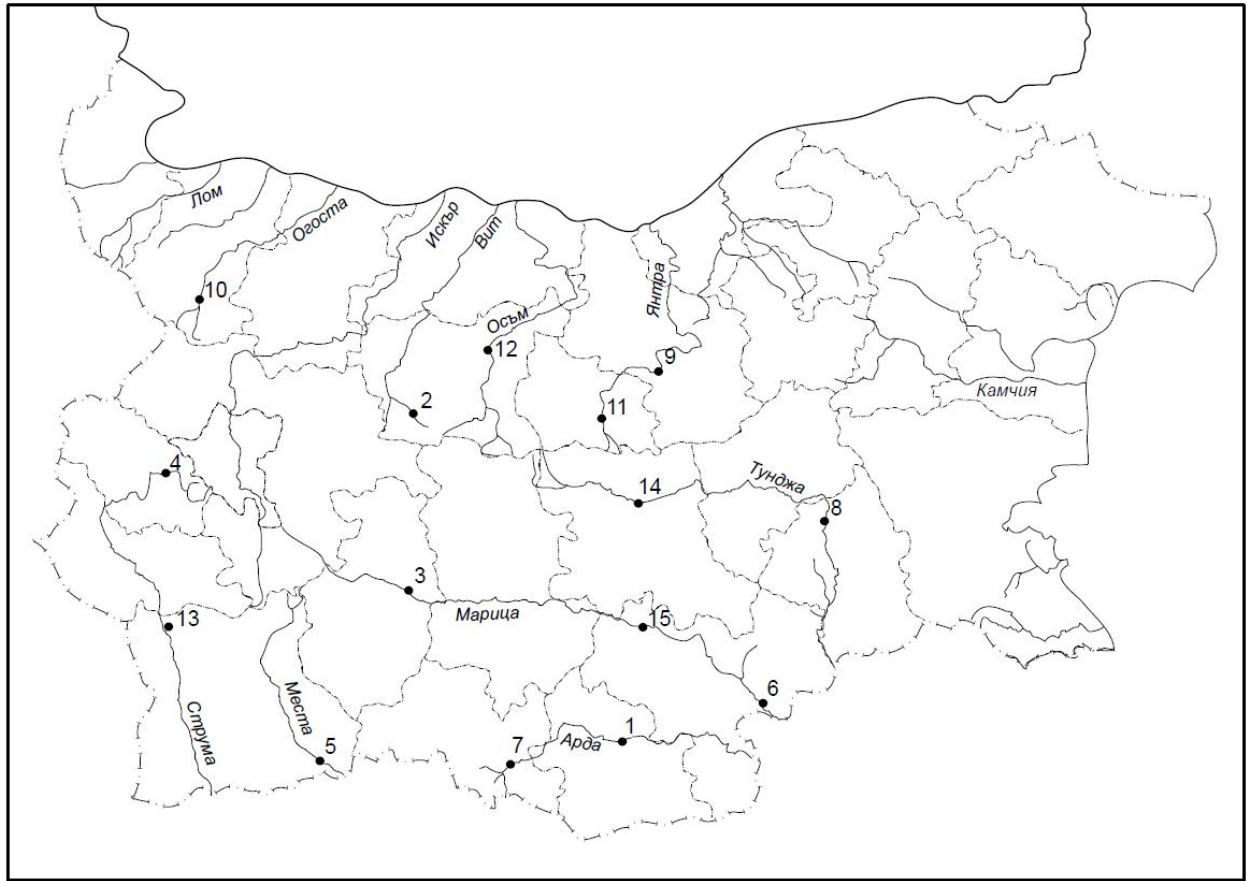 Лом
Огоста
Искър
Вит
Янтра
10
Осъм
12
9
Камчия
2
11
4
Тунджа
14
8
3
Марица
13
15
Места
Струма
6
5
7
Арда
1